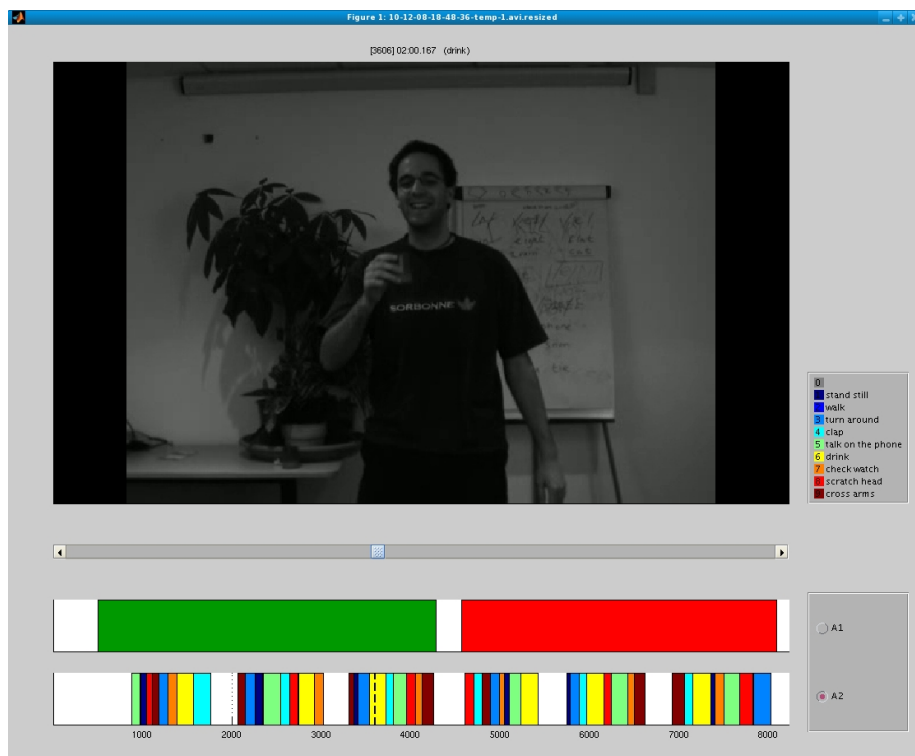 Figure 1: 10-12-08-18-48-36-temp-1.avi.resized
[3606] 02:00.167 (drink)
SORBONNE
0
stand still
walk
3 turn around
4 clap
5 talk on the phone
6 drink
7 check watch
8 scratch head
9 cross arms
A1
A2
1000 2000 3000 4000 5000 6000 7000 8000